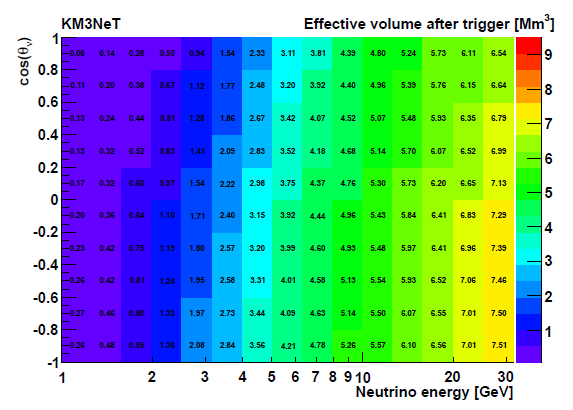 KM3NeT Effective volume after trigger [Mm³]
cos(θν)
1 0.08 0.14 0.28 0.50 0.94 1.54 2.33 3.11 3.81 4.39 4.80 5.24 5.73 6.11 6.54
0.8 0.11 0.20 0.38 0.67 1.12 1.77 2.48 3.20 3.92 4.40 4.96 5.39 5.76 6.15 6.64
0.6 0.13 0.24 0.44 0.81 1.26 1.86 2.67 3.42 4.07 4.52 5.07 5.48 5.93 6.35 6.79
0.4 0.13 0.32 0.52 0.83 1.41 2.09 2.83 3.52 4.18 4.68 5.14 5.70 6.07 6.52 6.99
0.2 0.17 0.32 0.60 0.97 1.54 2.22 2.98 3.75 4.37 4.76 5.30 5.73 6.20 6.65 7.13
0 0.20 0.36 0.64 1.10 1.71 2.40 3.15 3.92 4.44 4.96 5.43 5.84 6.41 6.83 7.29
-0.2 0.23 0.42 0.75 1.19 1.80 2.57 3.20 3.99 4.60 4.93 5.48 5.97 6.41 6.96 7.39
-0.4 0.26 0.42 0.81 1.24 1.95 2.58 3.31 4.01 4.58 5.13 5.54 5.93 6.52 7.06 7.46
-0.6 0.27 0.46 1.33 1.97 2.73 3.44 4.09 4.63 5.14 5.50 6.07 6.55 7.01 7.50
-0.8 0.26 0.48 0.85 1.36 2.08 2.84 3.56 4.21 4.78 5.26 5.57 6.10 6.56 7.01 7.51
-1
1 2 3 4 5 6 7 8 9 10 20 30
Neutrino energy [GeV]
9
8
7
6
5
4
3
2
1